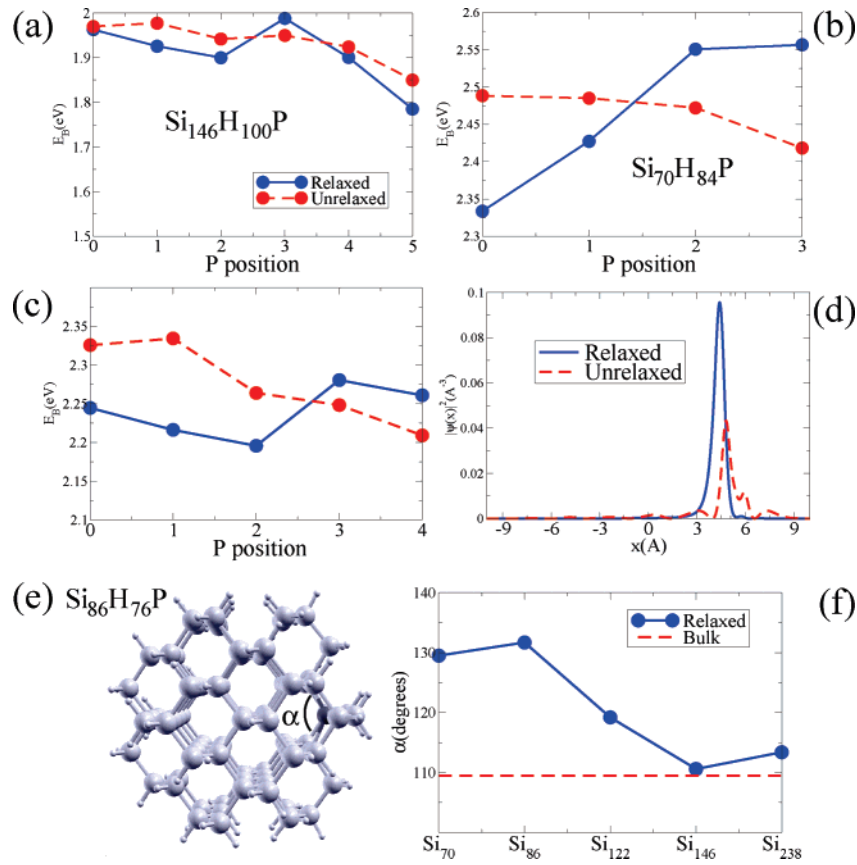 (a)
E_B(eV)
2
1.9
1.8
1.7
1.6
1.5
Si₁₄₆H₁₀₀P
Relaxed
Unrelaxed
0 1 2 3 4 5
P position
(b)
E_B(eV)
2.6
2.55
2.5
2.45
2.4
2.35
2.3
Si₇₀H₈₄P
0 1 2 3
P position
(c)
E_B(eV)
2.35
2.3
2.25
2.2
2.15
2.1
0 1 2 3 4
P position
(d)
|ψ(x)|²(A⁻³)
0.1
0.08
0.06
0.04
0.02
0
Relaxed
Unrelaxed
-9 -6 -3 0 3 6 9
x(A)
(e)
Si₈₆H₇₆P
α
(f)
α(degrees)
140
130
120
110
Relaxed
Bulk
Si₇₀ Si₈₆ Si₁₂₂ Si₁₄₆ Si₂₃₈